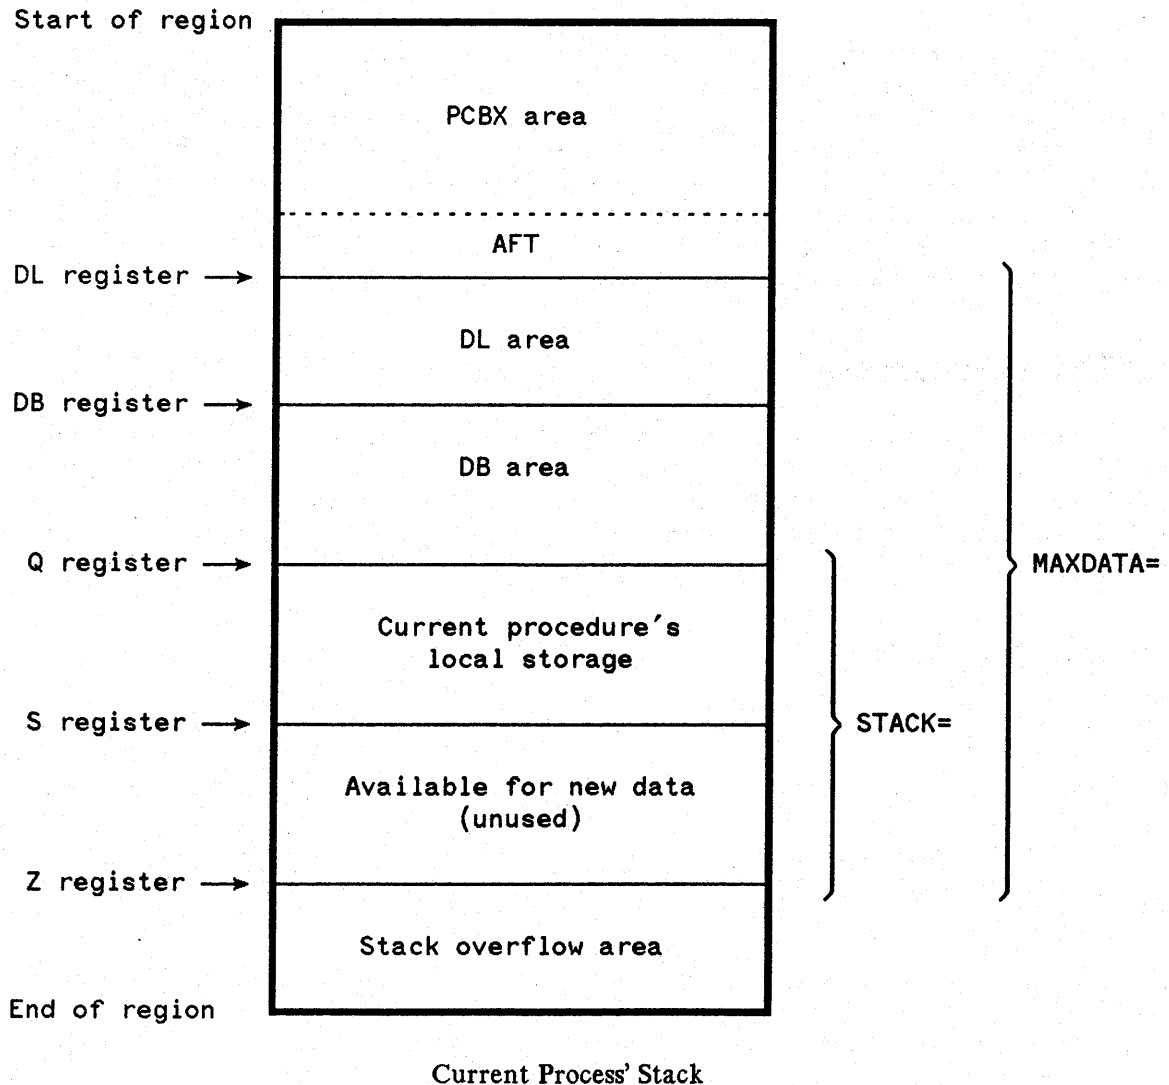 Start of region
PCBX area
AFT
DL register
DL area
DB register
DB area
Q register
MAXDATA=
Current procedure's
local storage
S register
STACK=
Available for new data
(unused)
Z register
Stack overflow area
End of region
Current Process' Stack